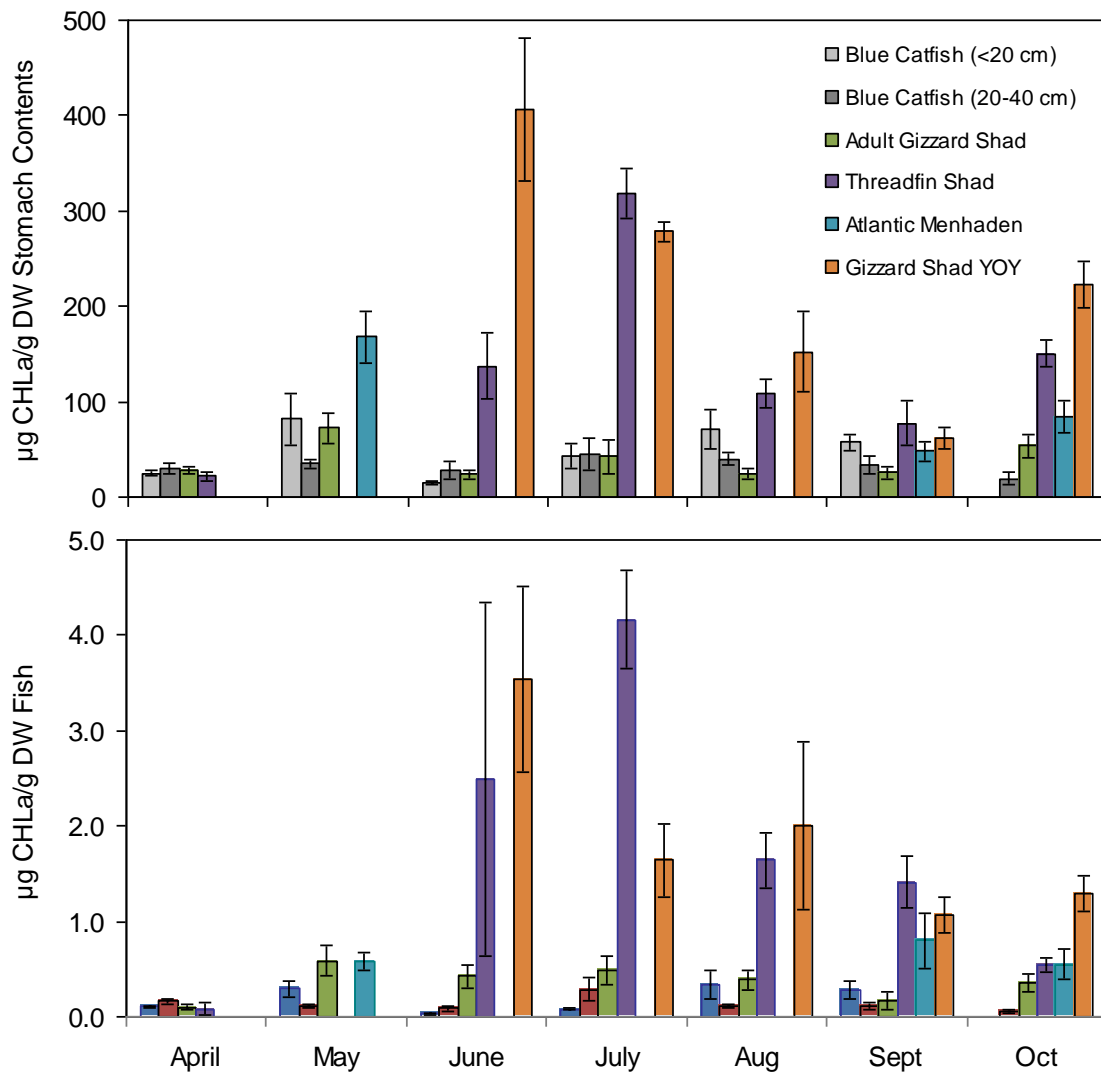 µg CHLa/g DW Stomach Contents
500
400
300
200
100
0
Blue Catfish (<20 cm)
Blue Catfish (20-40 cm)
Adult Gizzard Shad
Threadfin Shad
Atlantic Menhaden
Gizzard Shad YOY
µg CHLa/g DW Fish
5.0
4.0
3.0
2.0
1.0
0.0
April May June July Aug Sept Oct